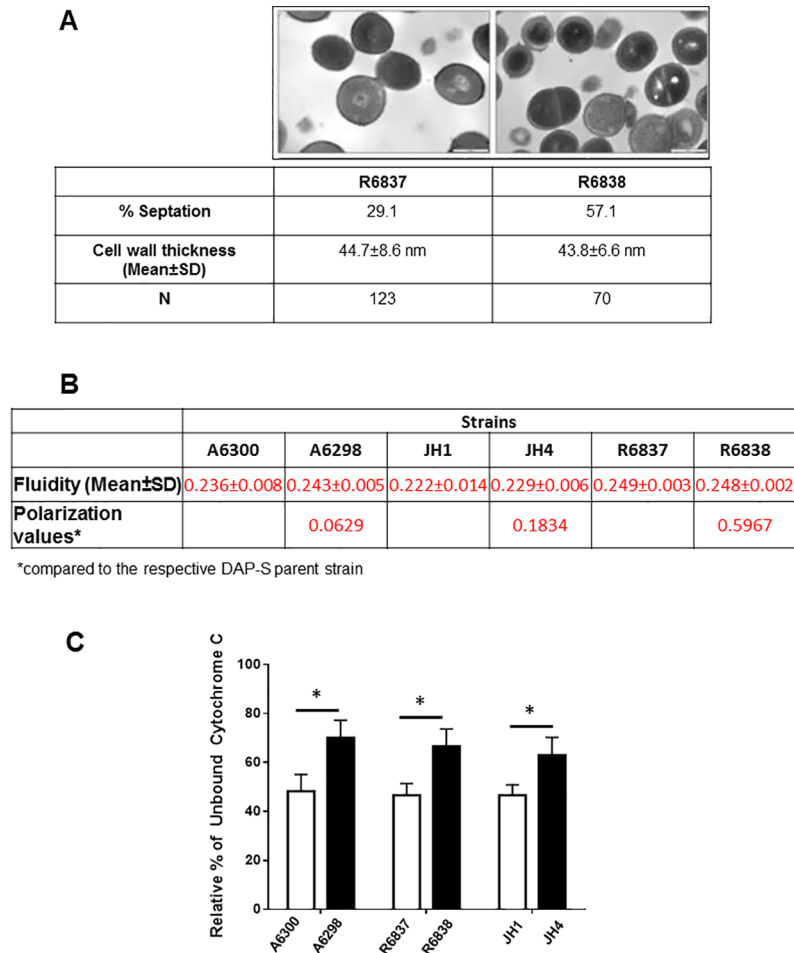 A
R6837 R6838
% Septation 29.1 57.1
Cell wall thickness
(Mean±SD) 44.7±8.6 nm 43.8±6.6 nm
N 123 70
B
Strains
A6300 A6298 JH1 JH4 R6837 R6838
Fluidity (Mean±SD) 0.236±0.008 0.243±0.005 0.222±0.014 0.229±0.006 0.249±0.003 0.248±0.002
Polarization
values* 0.0629 0.1834 0.5967
*compared to the respective DAP-S parent strain
C
Relative % of Unbound Cytochrome C
100
80
60
40
20
0
* * *
A6300 A6298 R6837 R6838 JH1 JH4